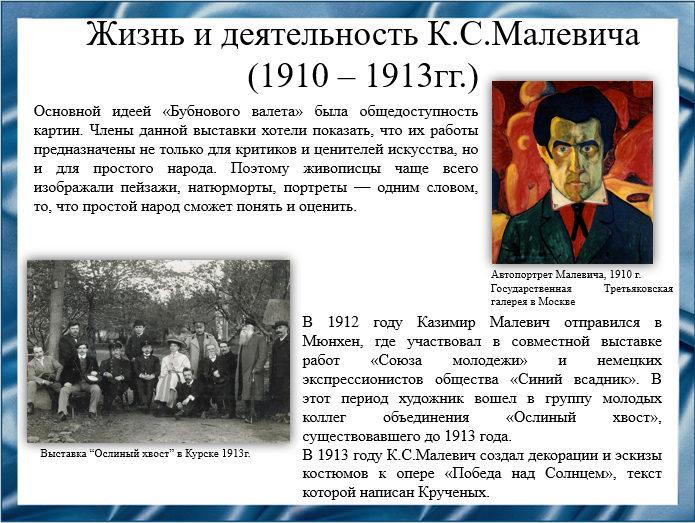 Жизнь и деятельность К.С.Малевича
(1910 – 1913гг.)
Основной идеей «Бубнового валета» была общедоступность
картин. Члены данной выставки хотели показать, что их работы
предназначены не только для критиков и ценителей искусства, но
и для простого народа. Поэтому живописцы чаще всего
изображали пейзажи, натюрморты, портреты — одним словом,
то, что простой народ сможет понять и оценить.
Автопортрет Малевича, 1910 г.
Государственная Третьяковская
галерея в Москве
В 1912 году Казимир Малевич отправился в
Мюнхен, где участвовал в совместной выставке
работ «Союза молодежи» и немецких
экспрессионистов общества «Синий всадник». В
этот период художник вошел в группу молодых
коллег объединения «Ослиный хвост»,
существовавшего до 1913 года.
В 1913 году К.С.Малевич создал декорации и эскизы
костюмов к опере «Победа над Солнцем», текст
которой написан Крученых.
Выставка “Ослиный хвост” в Курске 1913г.